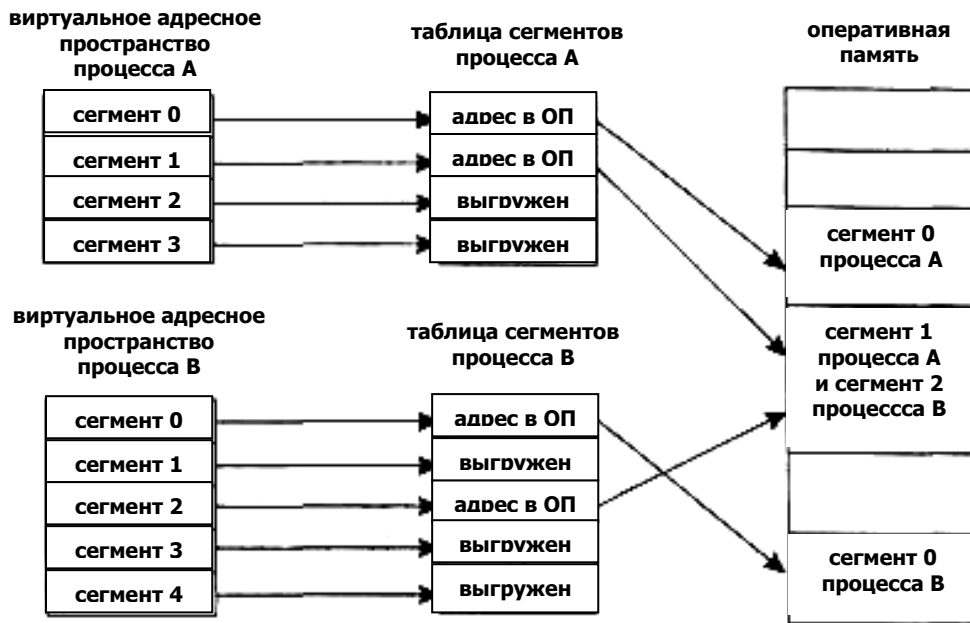 виртуальное адресное
пространство
процесса А
таблица сегментов
процесса А
оперативная
память
сегмент 0
сегмент 1
сегмент 2
сегмент 3
адрес в ОП
адрес в ОП
выгружен
выгружен
сегмент 0
процесса А
сегмент 1
процесса А
и сегмент 2
процессса В
сегмент 0
процесса В
виртуальное адресное
пространство
процесса В
таблица сегментов
процесса В
сегмент 0
сегмент 1
сегмент 2
сегмент 3
сегмент 4
адрес в ОП
выгружен
адрес в ОП
выгружен
выгружен